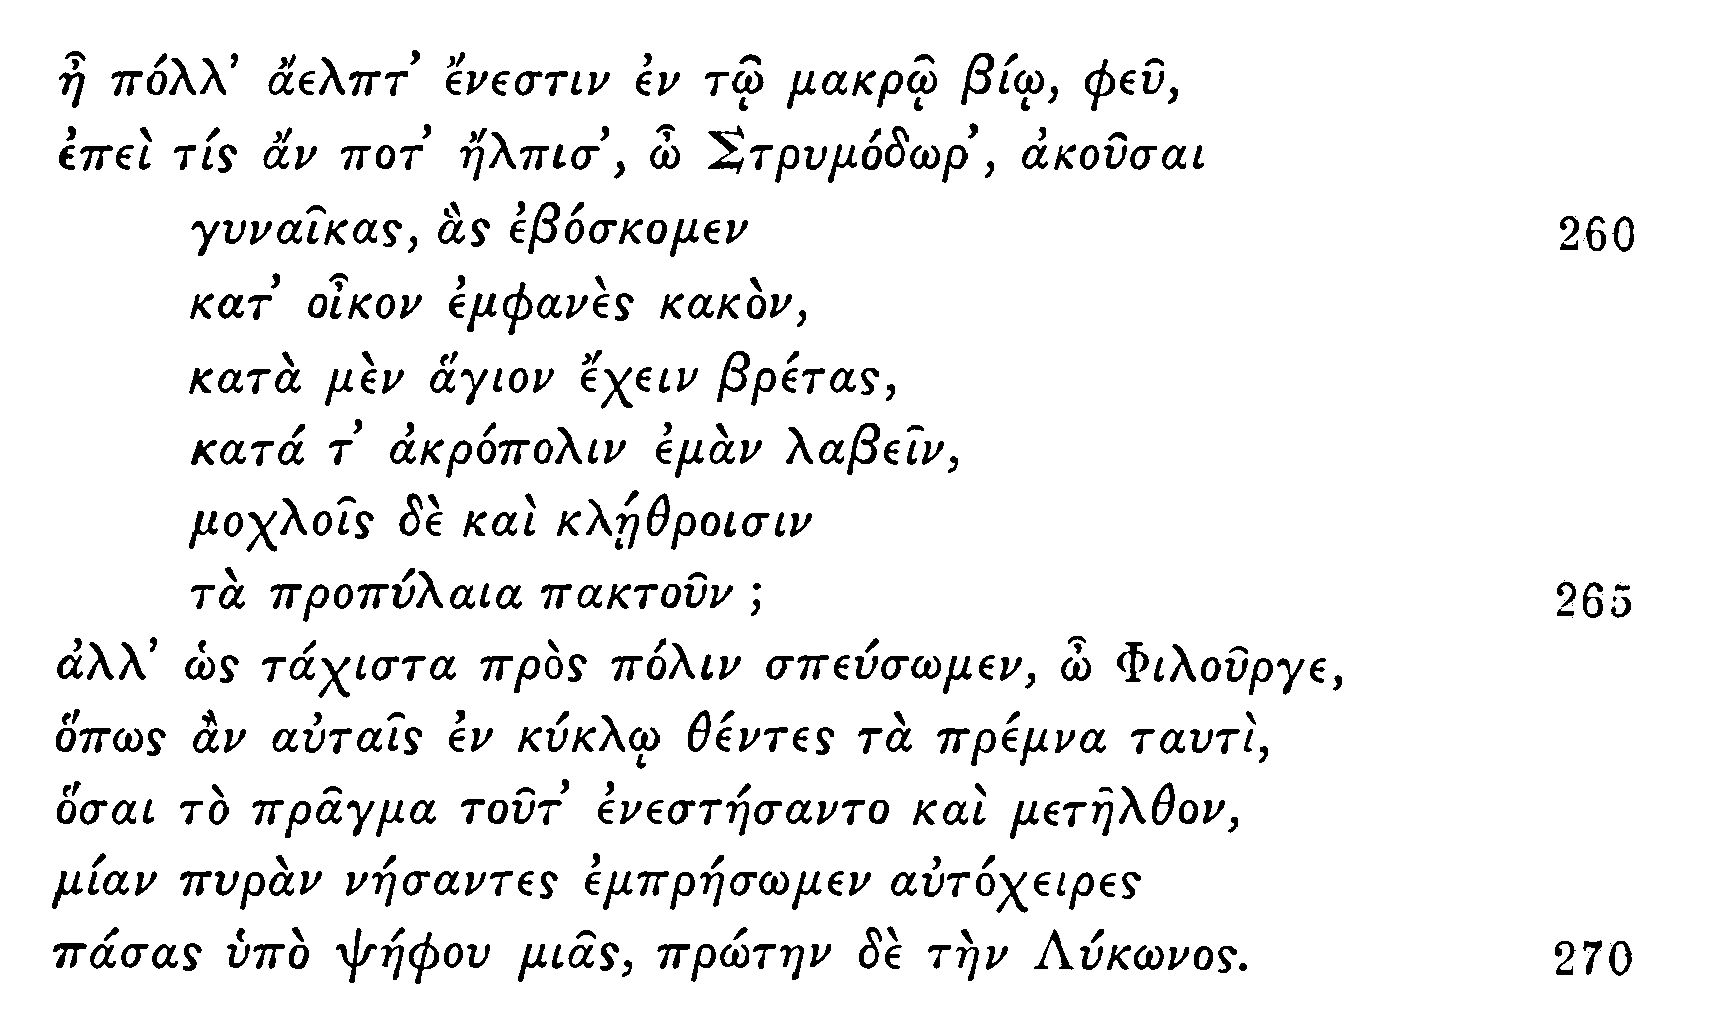 ἦ πόλλ’ ἄελπτ’ ἔνεστιν ἐν τῷ μακρῷ βίῳ, φεῦ,
ἐπεὶ τίς ἄν ποτ’ ἤλπισ’, ὦ Στρυμόδωρ’, ἀκοῦσαι
γυναῖκας, ἃς ἐβόσκομεν 260
κατ’ οἶκον ἐμφανὲς κακὸν,
κατὰ μὲν ἅγιον ἔχειν βρέτας,
κατά τ’ ἀκρόπολιν ἐμὰν λαβεῖν,
μοχλοῖς δὲ καὶ κλῄθροισιν
τὰ προπύλαια πακτοῦν ; 265
ἀλλ’ ὡς τάχιστα πρὸς πόλιν σπεύσωμεν, ὦ Φιλοῦργε,
ὅπως ἂν αὐταῖς ἐν κύκλῳ θέντες τὰ πρέμνα ταυτὶ,
ὅσαι τὸ πρᾶγμα τοῦτ’ ἐνεστήσαντο καὶ μετῆλθον,
μίαν πυρὰν νήσαντες ἐμπρήσωμεν αὐτόχειρες
πάσας ὑπὸ ψήφου μιᾶς, πρώτην δὲ τὴν Λύκωνος. 270